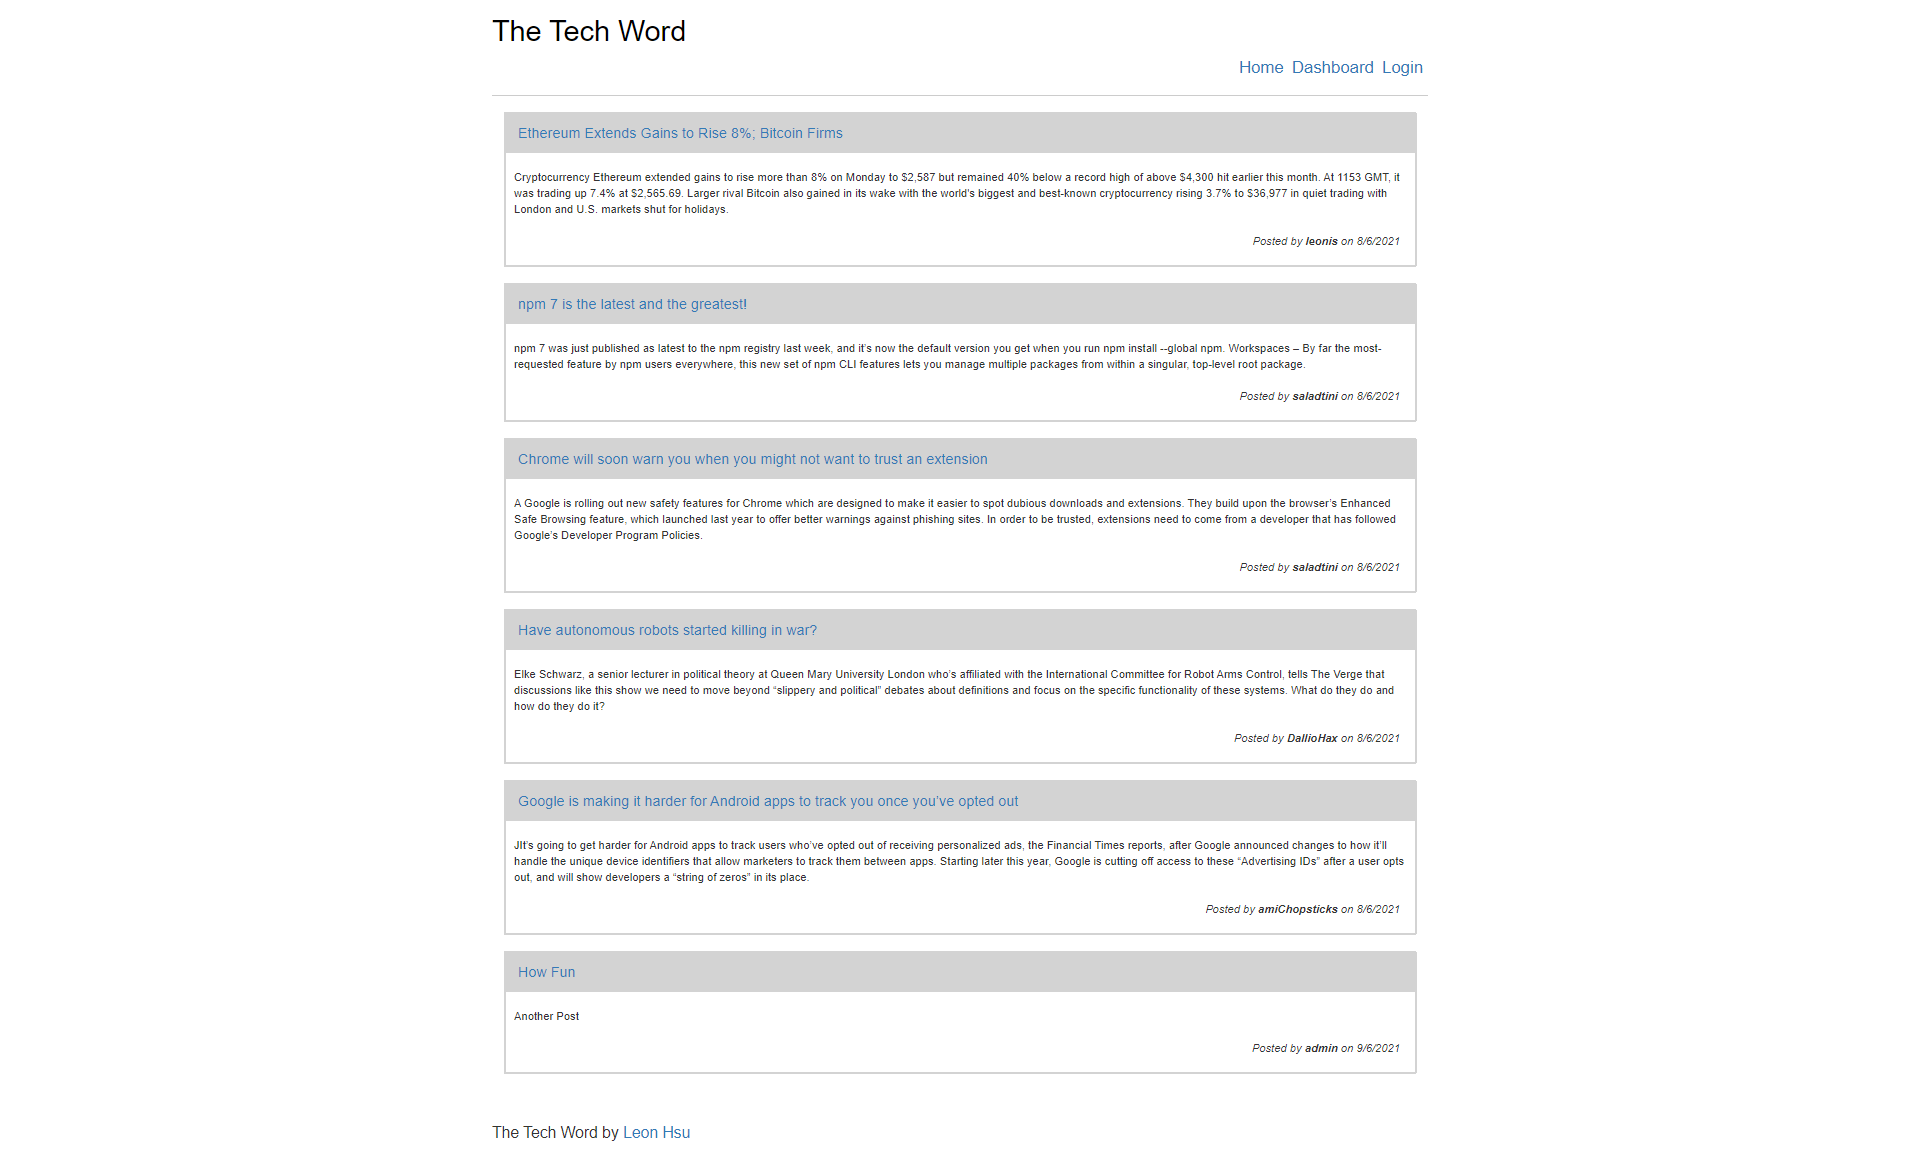 The Tech Word
Home Dashboard Login
Ethereum Extends Gains to Rise 8%; Bitcoin Firms
Cryptocurrency Ethereum extended gains to rise more than 8% on Monday to $2,587 but remained 40% below a record high of above $4,300 hit earlier this month. At 1153 GMT, it
was trading up 7.4% at $2,565.69. Larger rival Bitcoin also gained in its wake with the world's biggest and best-known cryptocurrency rising 3.7% to $36,977 in quiet trading with
London and U.S. markets shut for holidays.
Posted by leonis on 8/6/2021
npm 7 is the latest and the greatest!
npm 7 was just published as latest to the npm registry last week, and it’s now the default version you get when you run npm install --global npm. Workspaces – By far the most-
requested feature by npm users everywhere, this new set of npm CLI features lets you manage multiple packages from within a singular, top-level root package.
Posted by saladtini on 8/6/2021
Chrome will soon warn you when you might not want to trust an extension
A Google is rolling out new safety features for Chrome which are designed to make it easier to spot dubious downloads and extensions. They build upon the browser’s Enhanced
Safe Browsing feature, which launched last year to offer better warnings against phishing sites. In order to be trusted, extensions need to come from a developer that has followed
Google’s Developer Program Policies.
Posted by saladtini on 8/6/2021
Have autonomous robots started killing in war?
Elke Schwarz, a senior lecturer in political theory at Queen Mary University London who’s affiliated with the International Committee for Robot Arms Control, tells The Verge that
discussions like this show we need to move beyond “slippery and political” debates about definitions and focus on the specific functionality of these systems. What do they do and
how do they do it?
Posted by DallioHax on 8/6/2021
Google is making it harder for Android apps to track you once you’ve opted out
JIt’s going to get harder for Android apps to track users who’ve opted out of receiving personalized ads, the Financial Times reports, after Google announced changes to how it’ll
handle the unique device identifiers that allow marketers to track them between apps. Starting later this year, Google is cutting off access to these “Advertising IDs” after a user opts
out, and will show developers a “string of zeros” in its place.
Posted by amiChopsticks on 8/6/2021
How Fun
Another Post
Posted by admin on 9/6/2021
The Tech Word by Leon Hsu